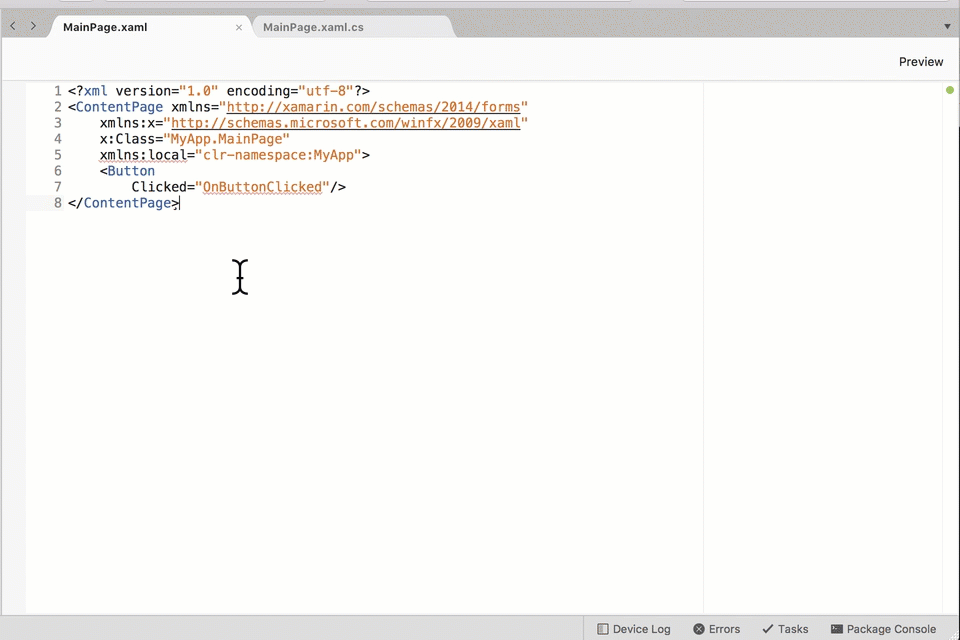 MainPage.xaml × MainPage.xaml.cs
Preview
1 <?xml version="1.0" encoding="utf-8"?>
2 <ContentPage xmlns="http://xamarin.com/schemas/2014/forms"
3     xmlns:x="http://schemas.microsoft.com/winfx/2009/xaml"
4     x:Class="MyApp.MainPage"
5     xmlns:local="clr-namespace:MyApp">
6     <Button
7         Clicked="OnButtonClicked"/>
8 </ContentPage>
Device Log Errors Tasks Package Console